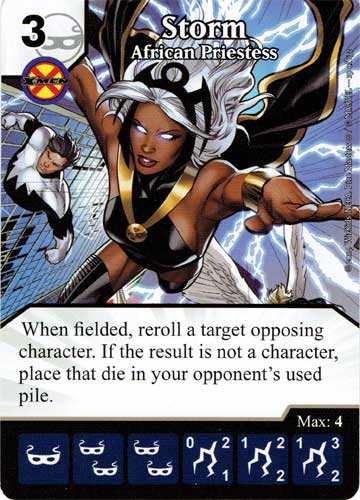 3
Storm
African Priestess
X-MEN
When fielded, reroll a target opposing
character. If the result is not a character,
place that die in your opponent's used
pile.
Max: 4
0 2 1 2 1 3
1 2 2